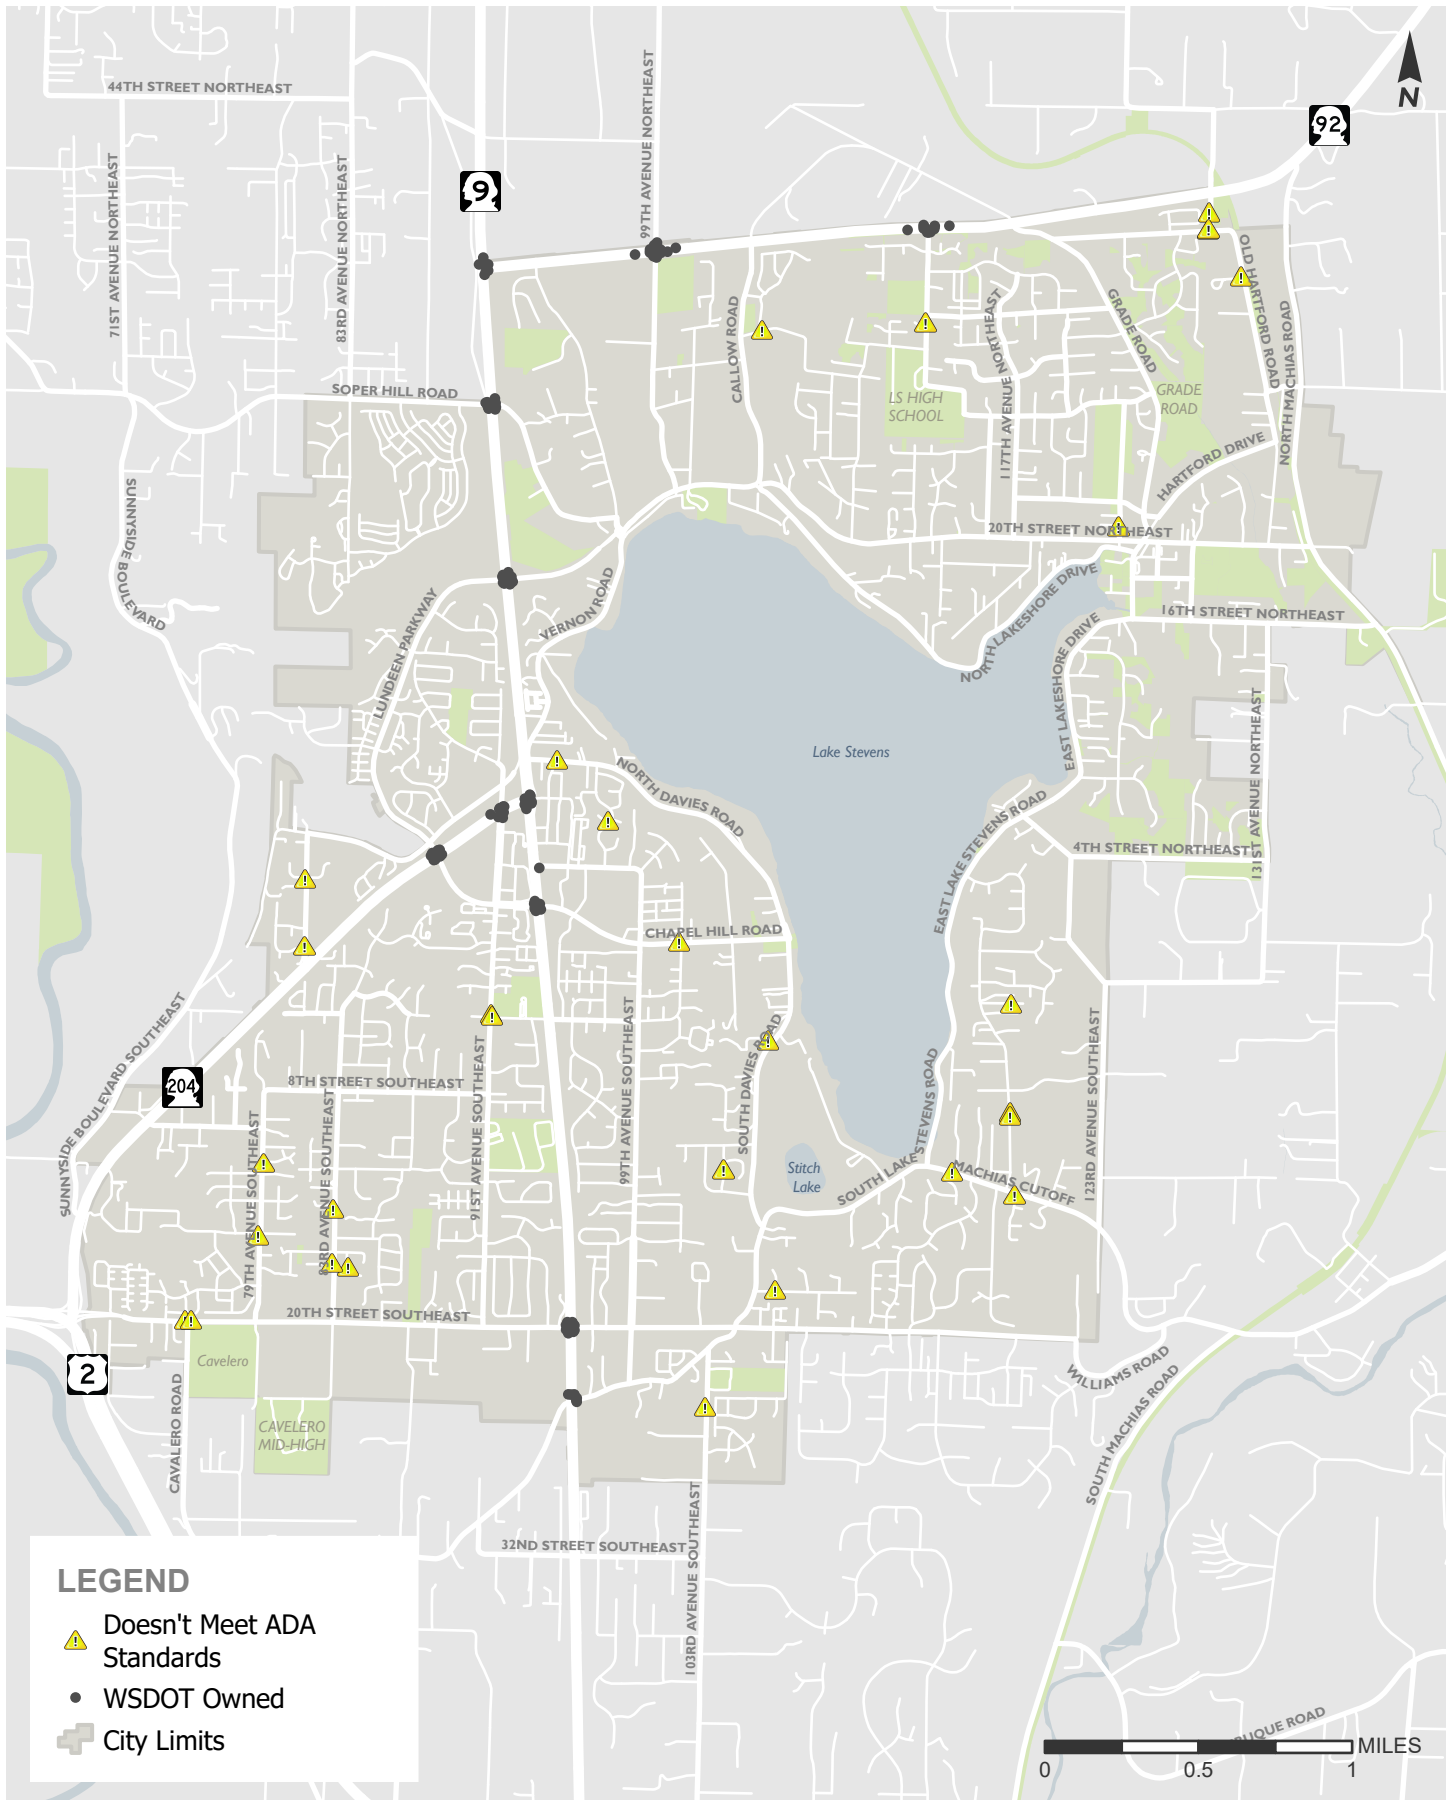 44TH STREET NORTHEAST
71ST AVENUE NORTHEAST
83RD AVENUE NORTHEAST
99TH AVENUE NORTHEAST
9
92
N
SOPER HILL ROAD
CALLOW ROAD
LS HIGH
SCHOOL
117TH AVENUE NORTHEAST
GRADE ROAD
GRADE
ROAD
OLD HARTFORD ROAD
NORTH MACHIAS ROAD
HARTFORD DRIVE
20TH STREET NORTHEAST
SUNNYSIDE BOULEVARD
LUNDEEN PARKWAY
VERNON ROAD
NORTH LAKESHORE DRIVE
EAST LAKESHORE DRIVE
16TH STREET NORTHEAST
131ST AVENUE NORTHEAST
Lake Stevens
NORTH DAVIES ROAD
EAST LAKE STEVENS ROAD
4TH STREET NORTHEAST
CHAPEL HILL ROAD
SUNNYSIDE BOULEVARD SOUTHEAST
204
8TH STREET SOUTHEAST
79TH AVENUE SOUTHEAST
83RD AVENUE SOUTHEAST
91ST AVENUE SOUTHEAST
99TH AVENUE SOUTHEAST
SOUTH DAVIES ROAD
Stitch
Lake
SOUTH LAKE STEVENS ROAD
MACHIAS CUTOFF
123RD AVENUE SOUTHEAST
20TH STREET SOUTHEAST
2
Cavelero
CAVALERO ROAD
CAVELERO
MID-HIGH
WILLIAMS ROAD
SOUTH MACHIAS ROAD
32ND STREET SOUTHEAST
103RD AVENUE SOUTHEAST
LEGEND
Doesn't Meet ADA
Standards
WSDOT Owned
City Limits
ROAD
MILES
0 0.5 1